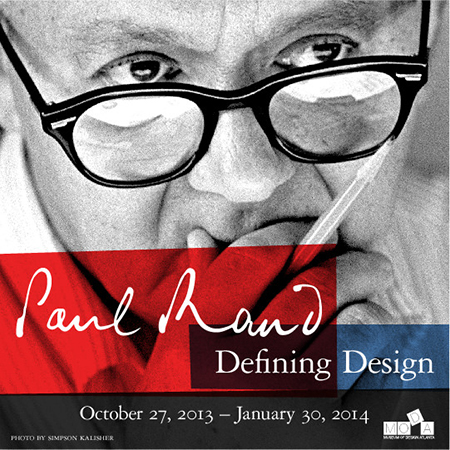 Paul Rand
Defining Design
October 27, 2013 – January 30, 2014
MODA
MUSEUM OF DESIGN ATLANTA
PHOTO BY SIMPSON KALISHER